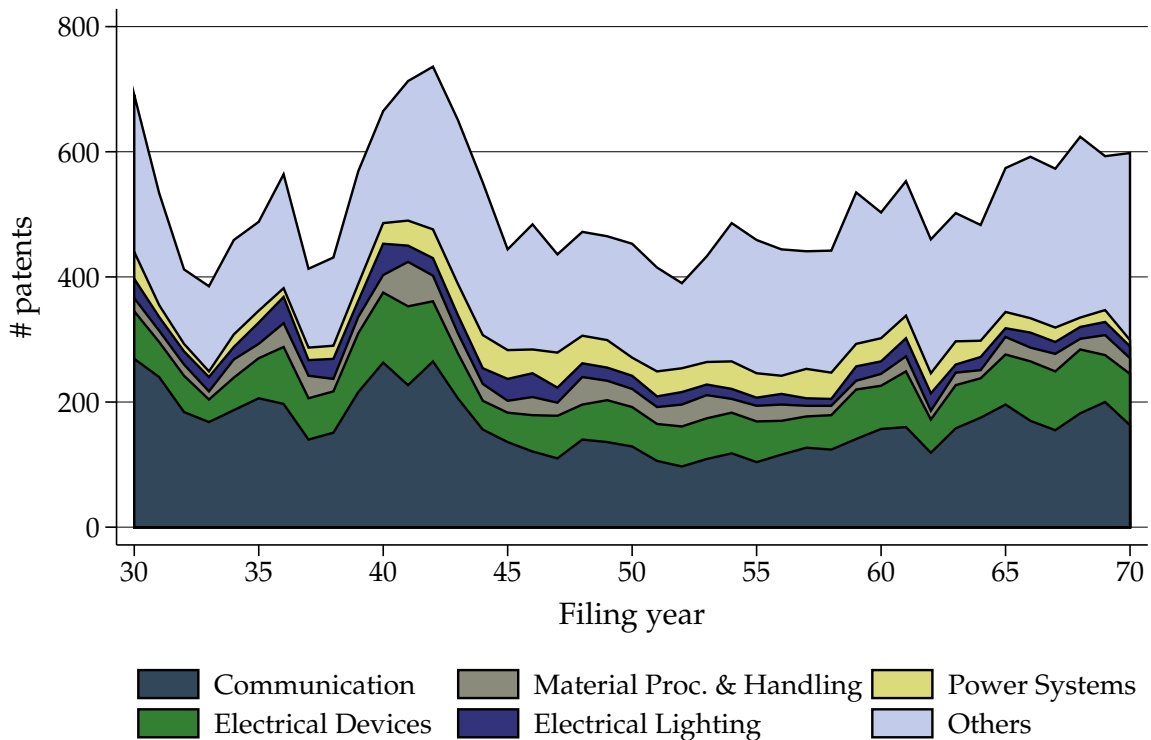 800
600
400
200
0
# patents
30 35 40 45 50 55 60 65 70
Filing year
Communication Material Proc. & Handling Power Systems
Electrical Devices Electrical Lighting Others